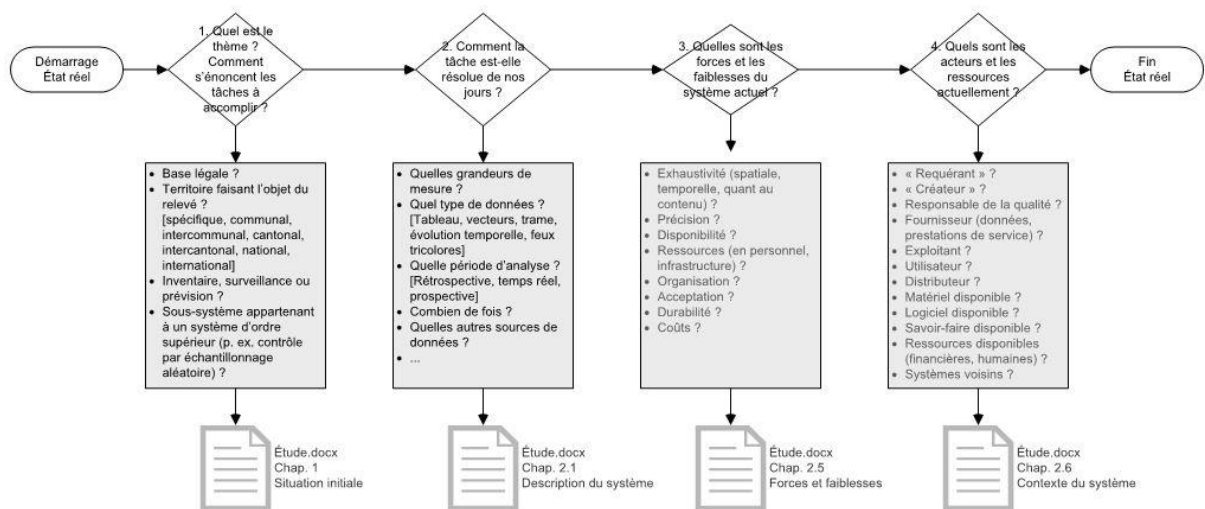 Démarrage
État réel
1. Quel est le
thème ?
Comment
s'énoncent les
tâches à
accomplir ?
2. Comment la
tâche est-elle
résolue de nos
jours ?
3. Quelles sont les
forces et les
faiblesses du
système actuel ?
4. Quels sont les
acteurs et les
ressources
actuellement ?
Fin
État réel
• Base légale ?
• Territoire faisant l'objet du
relevé ?
[spécifique, communal,
intercommunal, cantonal,
intercantonal, national,
international]
• Inventaire, surveillance ou
prévision ?
• Sous-système appartenant
à un système d'ordre
supérieur (p. ex. contrôle
par échantillonnage
aléatoire) ?
• Quelles grandeurs de
mesure ?
• Quel type de données ?
[Tableau, vecteurs, trame,
évolution temporelle, feux
tricolores]
• Quelle période d'analyse ?
[Rétrospective, temps réel,
prospective]
• Combien de fois ?
• Quelles autres sources de
données ?
• ...
• Exhaustivité (spatiale,
temporelle, quant au
contenu) ?
• Précision ?
• Disponibilité ?
• Ressources (en personnel,
infrastructure) ?
• Organisation ?
• Acceptation ?
• Durabilité ?
• Coûts ?
• « Requérant » ?
• « Créateur » ?
• Responsable de la qualité ?
• Fournisseur (données,
prestations de service) ?
• Exploitant ?
• Utilisateur ?
• Distributeur ?
• Matériel disponible ?
• Logiciel disponible ?
• Savoir-faire disponible ?
• Ressources disponibles
(financières, humaines) ?
• Systèmes voisins ?
Étude.docx
Chap. 1
Situation initiale
Étude.docx
Chap. 2.1
Description du système
Étude.docx
Chap. 2.5
Forces et faiblesses
Étude.docx
Chap. 2.6
Contexte du système